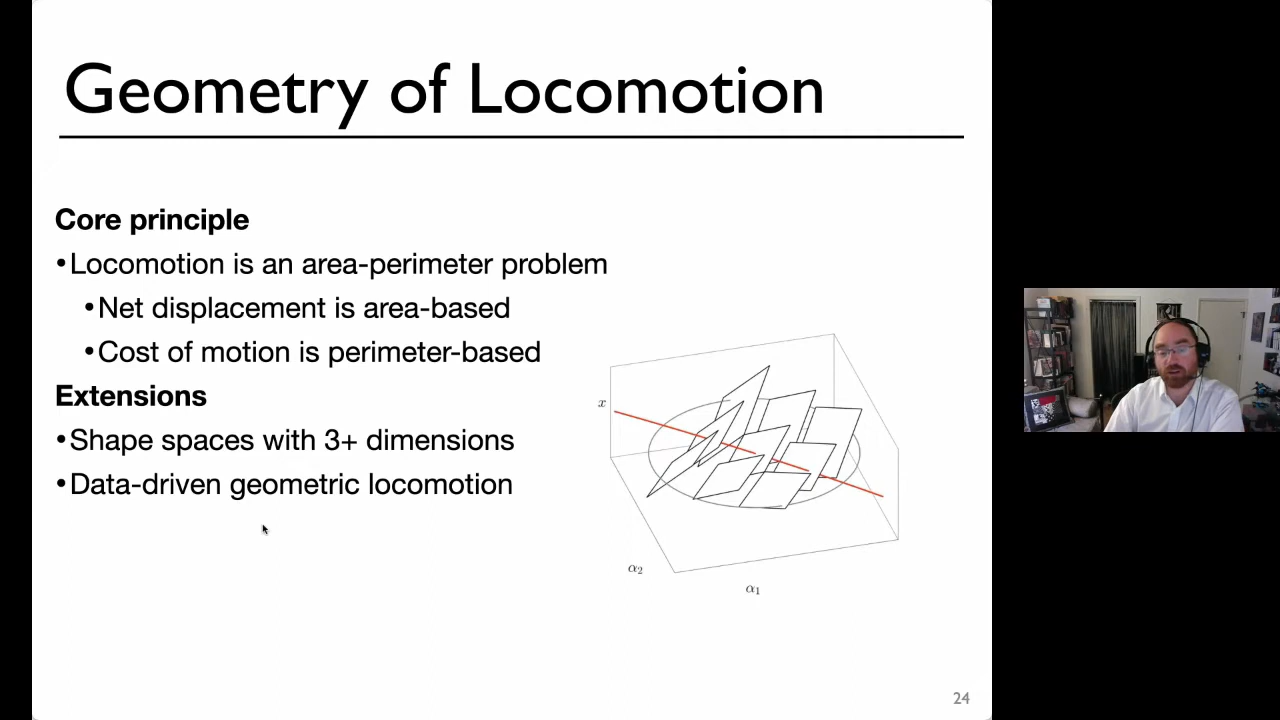 Geometry of Locomotion
Core principle
•Locomotion is an area-perimeter problem
•Net displacement is area-based
•Cost of motion is perimeter-based
Extensions
•Shape spaces with 3+ dimensions
•Data-driven geometric locomotion
x
α₂
α₁
24